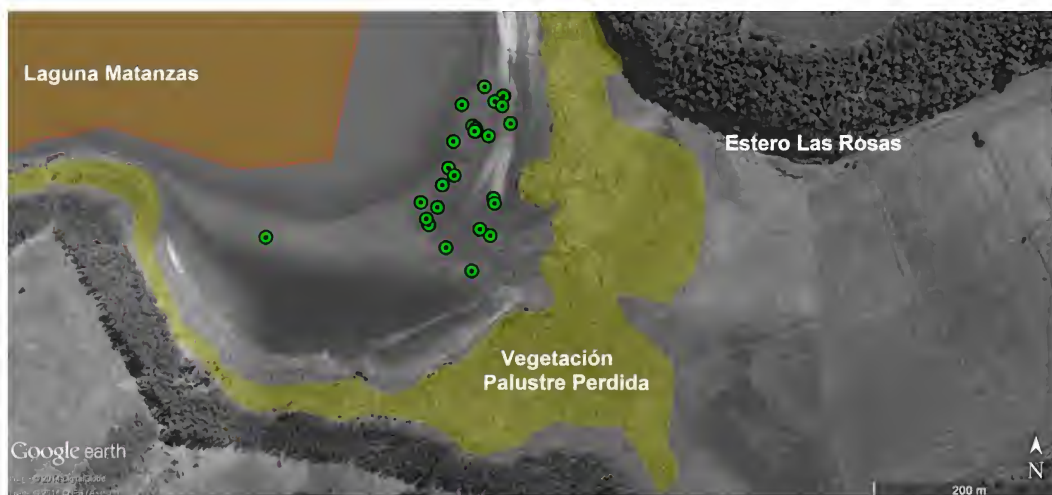 Laguna Matanzas
Estero Las Rosas
Vegetación
Palustre Perdida
Google earth
N
200 m